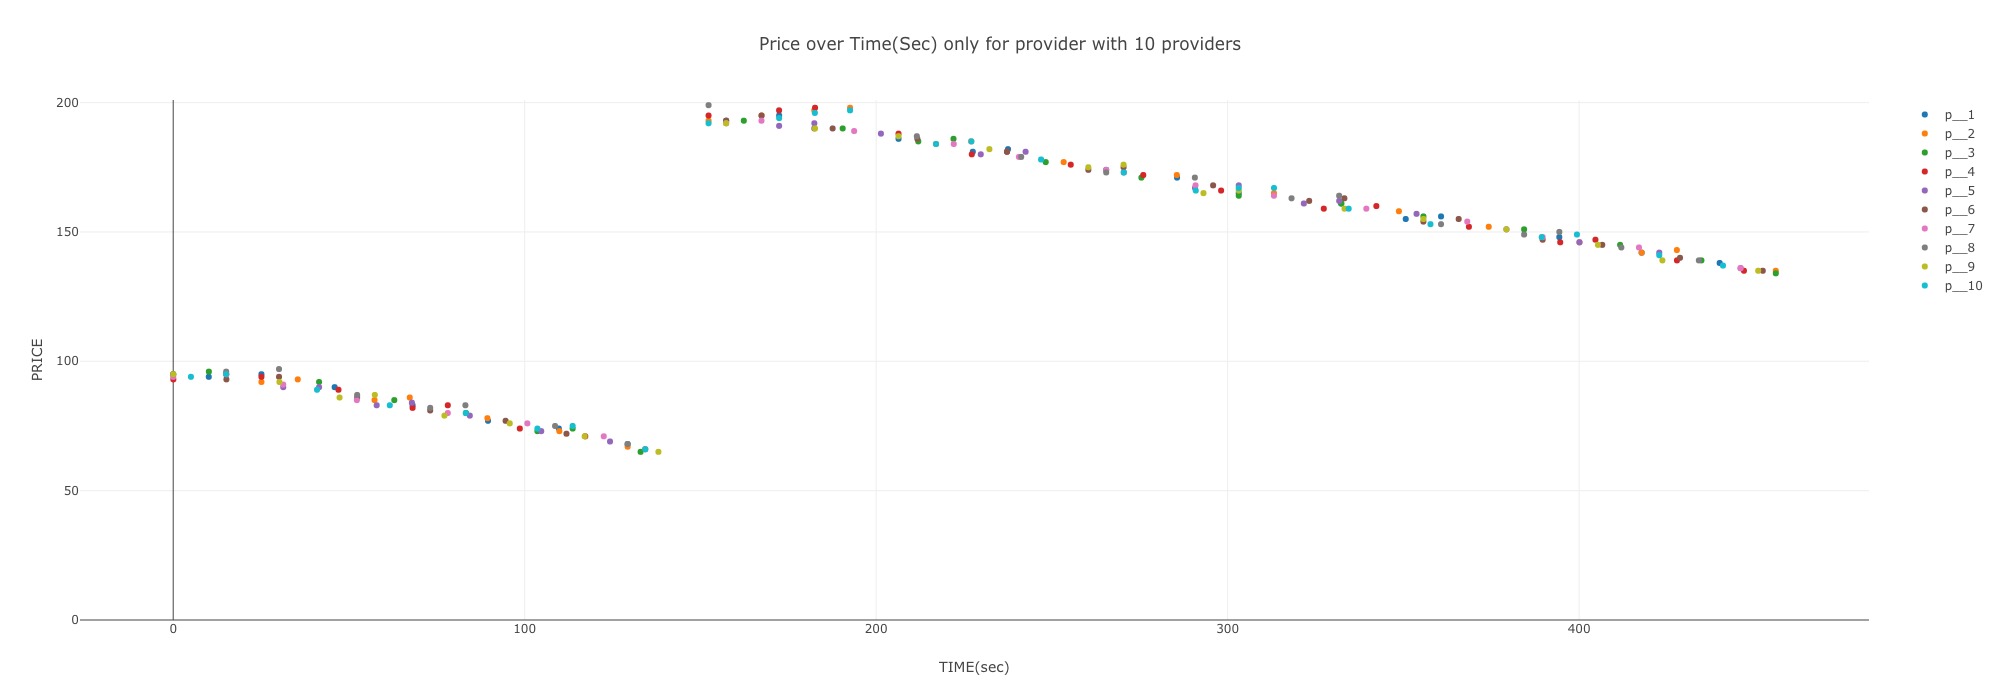 Price over Time(Sec) only for provider with 10 providers
200
150
100
50
0
PRICE
0
100
200
300
400
TIME(sec)
p__1
p__2
p__3
p__4
p__5
p__6
p__7
p__8
p__9
p__10